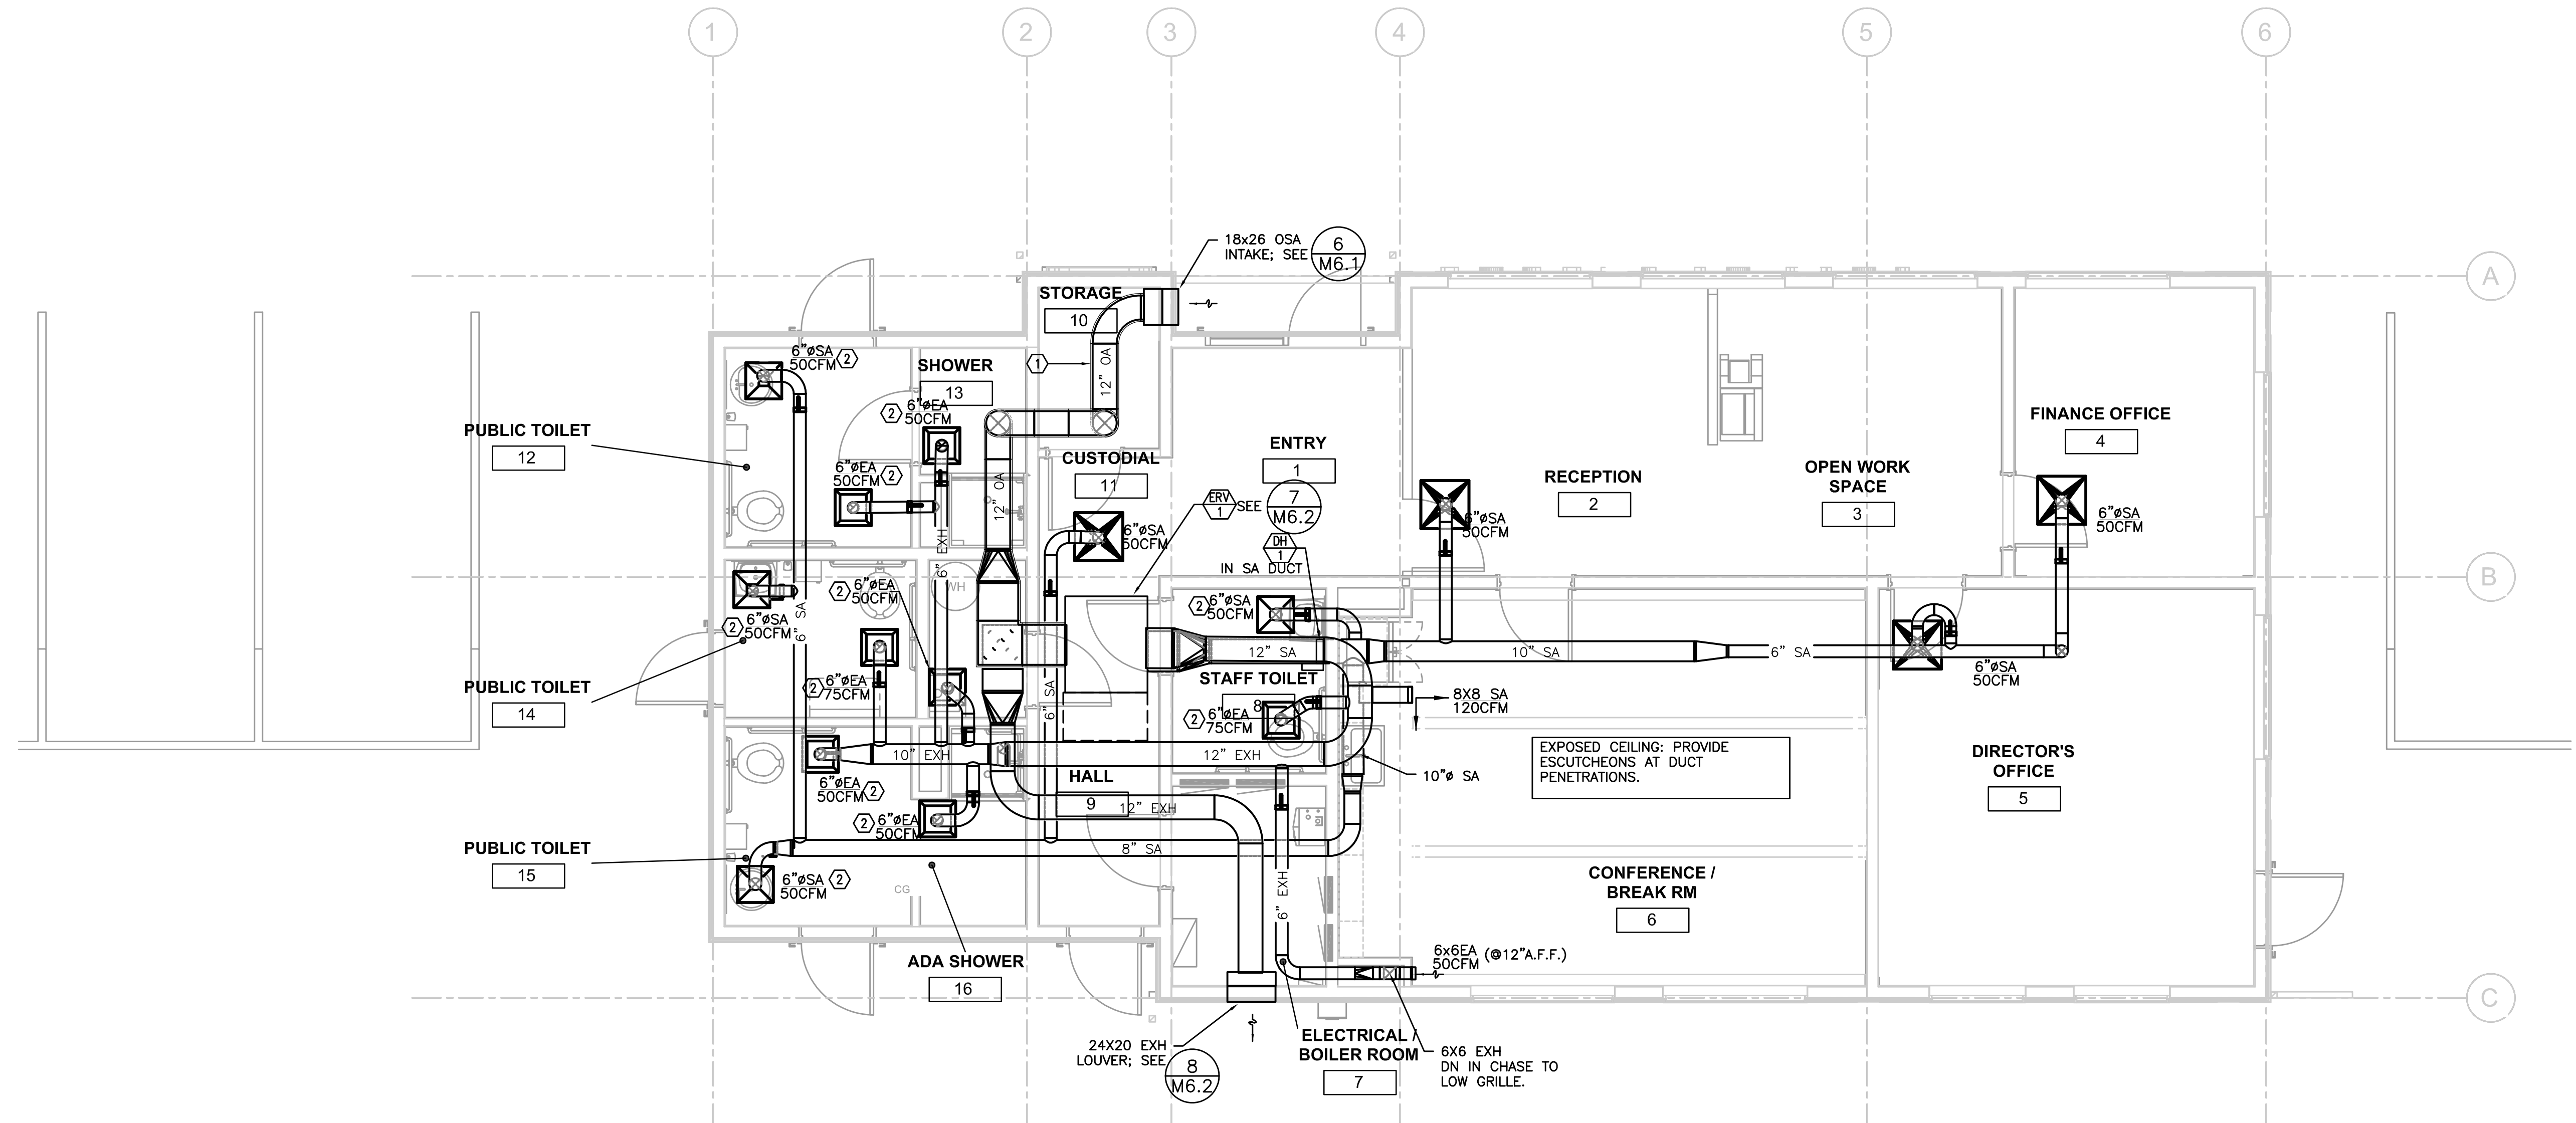 1
2
3
4
5
6
18x26 OSA
INTAKE; SEE
6
M6.1
A
STORAGE
10
6"øSA
50CFM
2
SHOWER
13
1
12" OA
2
6"øEA
50CFM
PUBLIC TOILET
12
6"øEA
50CFM
2
CUSTODIAL
11
ENTRY
1
FINANCE OFFICE
4
RECEPTION
2
OPEN WORK
SPACE
3
12" OA
ERV
1
SEE
7
M6.2
6"øSA
50CFM
6"øSA
50CFM
6"øSA
50CFM
DH
1
IN SA DUCT
6" EXH
B
2
6"øEA
50CFM
WH
2
6"øSA
50CFM
6" SA
2
6"øSA
50CFM
12" SA
10" SA
6" SA
6"øSA
50CFM
PUBLIC TOILET
14
2
6"øEA
75CFM
6" SA
STAFF TOILET
8
2
6"øEA
75CFM
8X8 SA
120CFM
10" EXH
12" EXH
EXPOSED CEILING: PROVIDE
ESCUTCHEONS AT DUCT
PENETRATIONS.
DIRECTOR'S
OFFICE
5
HALL
9
12" EXH
10"ø SA
6"øEA
50CFM
2
2
6"øEA
50CFM
PUBLIC TOILET
15
8" SA
6"øSA
50CFM
2
CG
6" EXH
CONFERENCE /
BREAK RM
6
ADA SHOWER
16
6x6EA
50CFM
(@12"A.F.F.)
C
24X20 EXH
LOUVER; SEE
8
M6.2
ELECTRICAL /
BOILER ROOM
7
6X6 EXH
DN IN CHASE TO
LOW GRILLE.